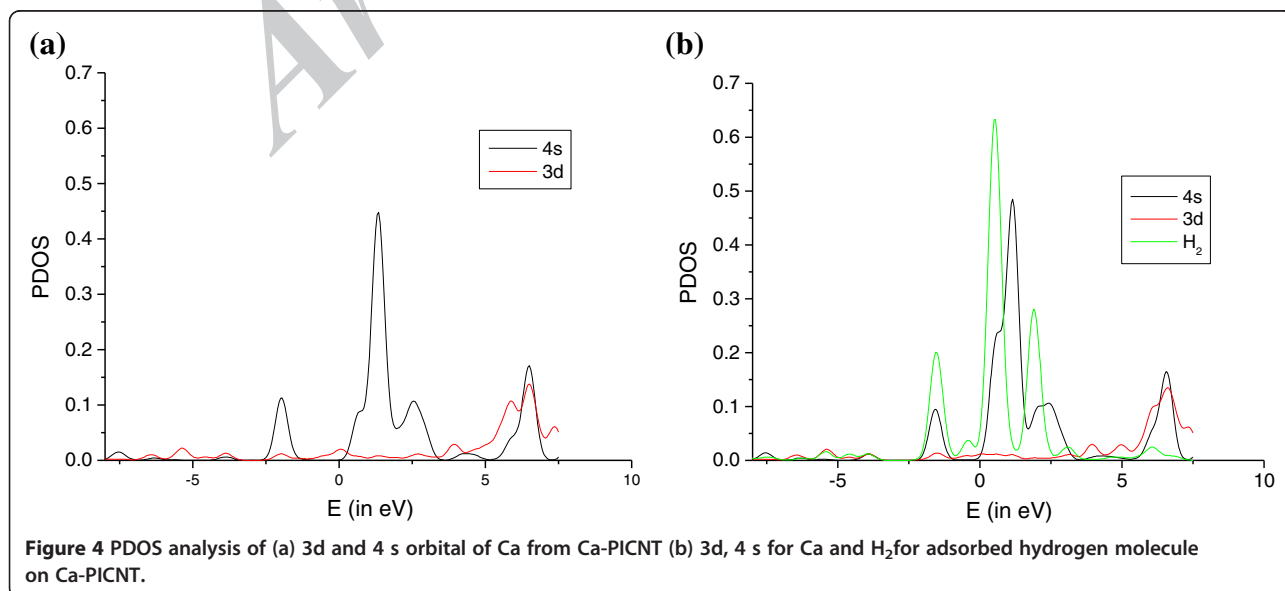 (a)
0.7
0.6
0.5
0.4
0.3
0.2
0.1
0.0
PDOS
4s
3d
-5
0
5
10
E (in eV)
(b)
0.7
0.6
0.5
0.4
0.3
0.2
0.1
0.0
PDOS
4s
3d
H₂
-5
0
5
10
E (in eV)
Figure 4 PDOS analysis of (a) 3d and 4 s orbital of Ca from Ca-PICNT (b) 3d, 4 s for Ca and H₂for adsorbed hydrogen molecule
on Ca-PICNT.